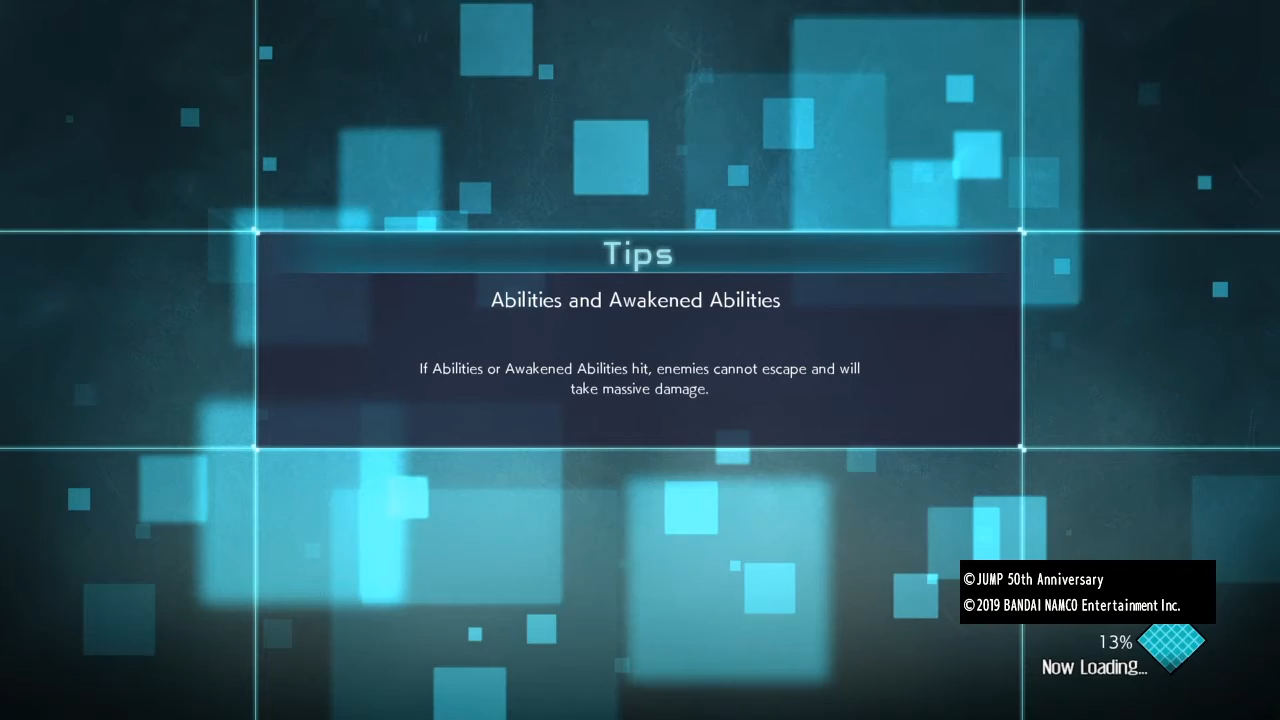 Tips
Abilities and Awakened Abilities
If Abilities or Awakened Abilities hit, enemies cannot escape and will
take massive damage.
©JUMP 50th Anniversary
©2019 BANDAI NAMCO Entertainment Inc.
13%
Now Loading...